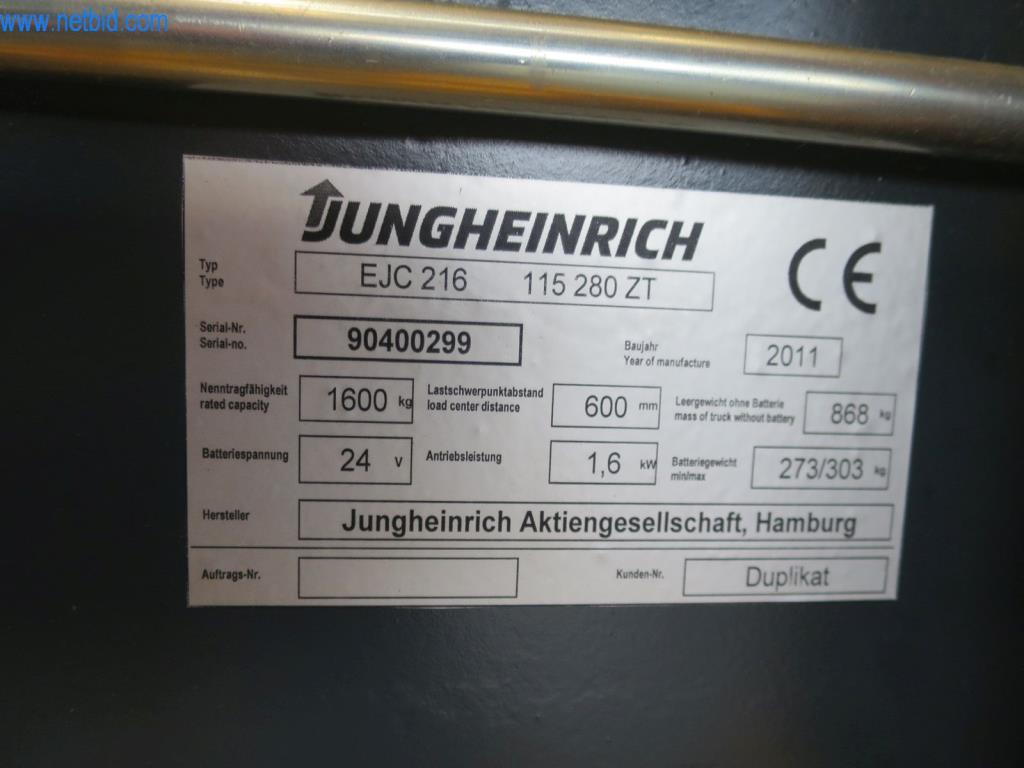 www.netbid.com
JUNGHEINRICH
Typ
Type
EJC 216 115 280 ZT
CE
Serial-Nr.
Serial-no.
90400299
Baujahr
Year of manufacture
2011
Nenntragfähigkeit
rated capacity
1600 kg
Lastschwerpunktabstand
load center distance
600 mm
Leergewicht ohne Batterie
mass of truck without battery
868 kg
Batteriespannung
24 V
Antriebsleistung
1,6 kW
Batteriegewicht
min/max
273/303 kg
Hersteller
Jungheinrich Aktiengesellschaft, Hamburg
Auftrags-Nr.
Kunden-Nr.
Duplikat